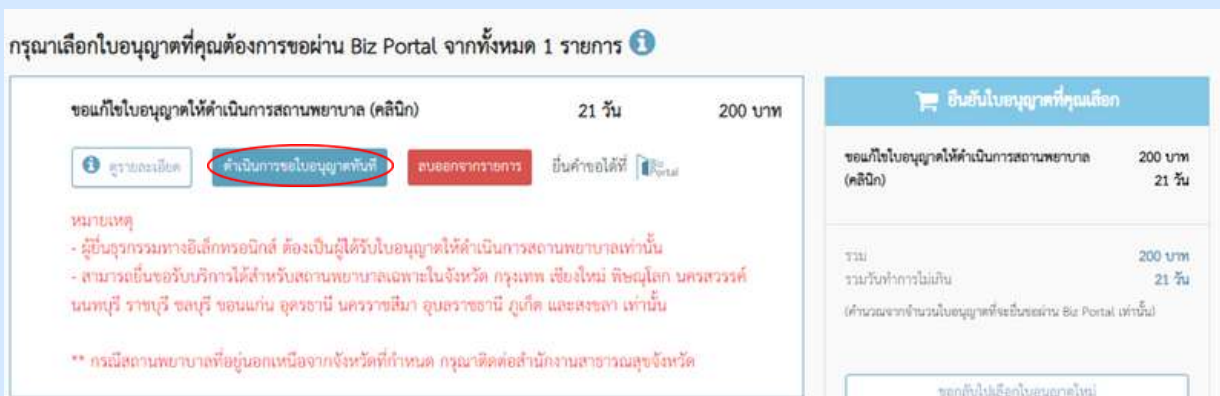 กรุณาเลือกใบอนุญาตที่คุณต้องการขอผ่าน Biz Portal จากทั้งหมด 1 รายการ
ขอแก้ไขใบอนุญาตให้ดำเนินการสถานพยาบาล (คลินิก) 21 วัน 200 บาท
ดูรายละเอียด ดำเนินการขอใบอนุญาตทันที ลบออกจากรายการ ยื่นคำขอได้ที่ Biz Portal
หมายเหตุ
- ผู้ยื่นธุรกรรมทางอิเล็กทรอนิกส์ ต้องเป็นผู้ได้รับใบอนุญาตให้ดำเนินการสถานพยาบาลเท่านั้น
- สามารถยื่นขอรับบริการได้สำหรับสถานพยาบาลเฉพาะในจังหวัด กรุงเทพ เชียงใหม่ พิษณุโลก นครสวรรค์
นนทบุรี ราชบุรี ชลบุรี ขอนแก่น อุดรธานี นครราชสีมา อุบลราชธานี ภูเก็ต และสงขลา เท่านั้น
** กรณีสถานพยาบาลที่อยู่นอกเหนือจากจังหวัดที่กำหนด กรุณาติดต่อสำนักงานสาธารณสุขจังหวัด
ยืนยันใบอนุญาตที่คุณเลือก
ขอแก้ไขใบอนุญาตให้ดำเนินการสถานพยาบาล 200 บาท
(คลินิก) 21 วัน
รวม 200 บาท
รวมวันทำการไม่เกิน 21 วัน
(คำนวณจากจำนวนใบอนุญาตที่จะยื่นขอผ่าน Biz Portal เท่านั้น)
ขอกลับไปเลือกใบอนุญาตใหม่